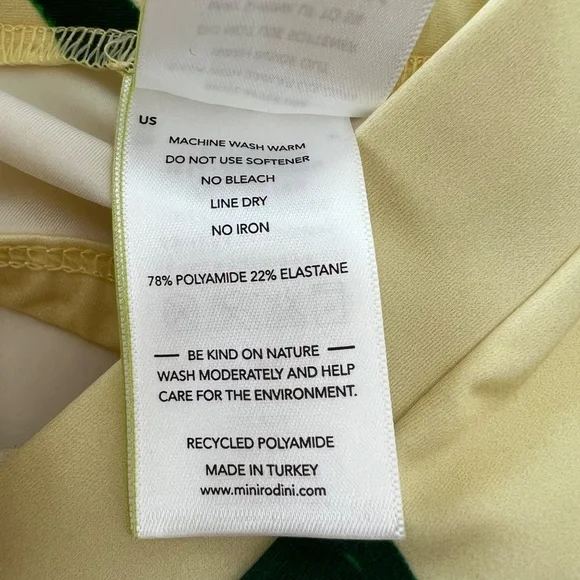 US
MACHINE WASH WARM
DO NOT USE SOFTENER
NO BLEACH
LINE DRY
NO IRON
78% POLYAMIDE 22% ELASTANE
BE KIND ON NATURE
WASH MODERATELY AND HELP
CARE FOR THE ENVIRONMENT.
RECYCLED POLYAMIDE
MADE IN TURKEY
www.minirodini.com